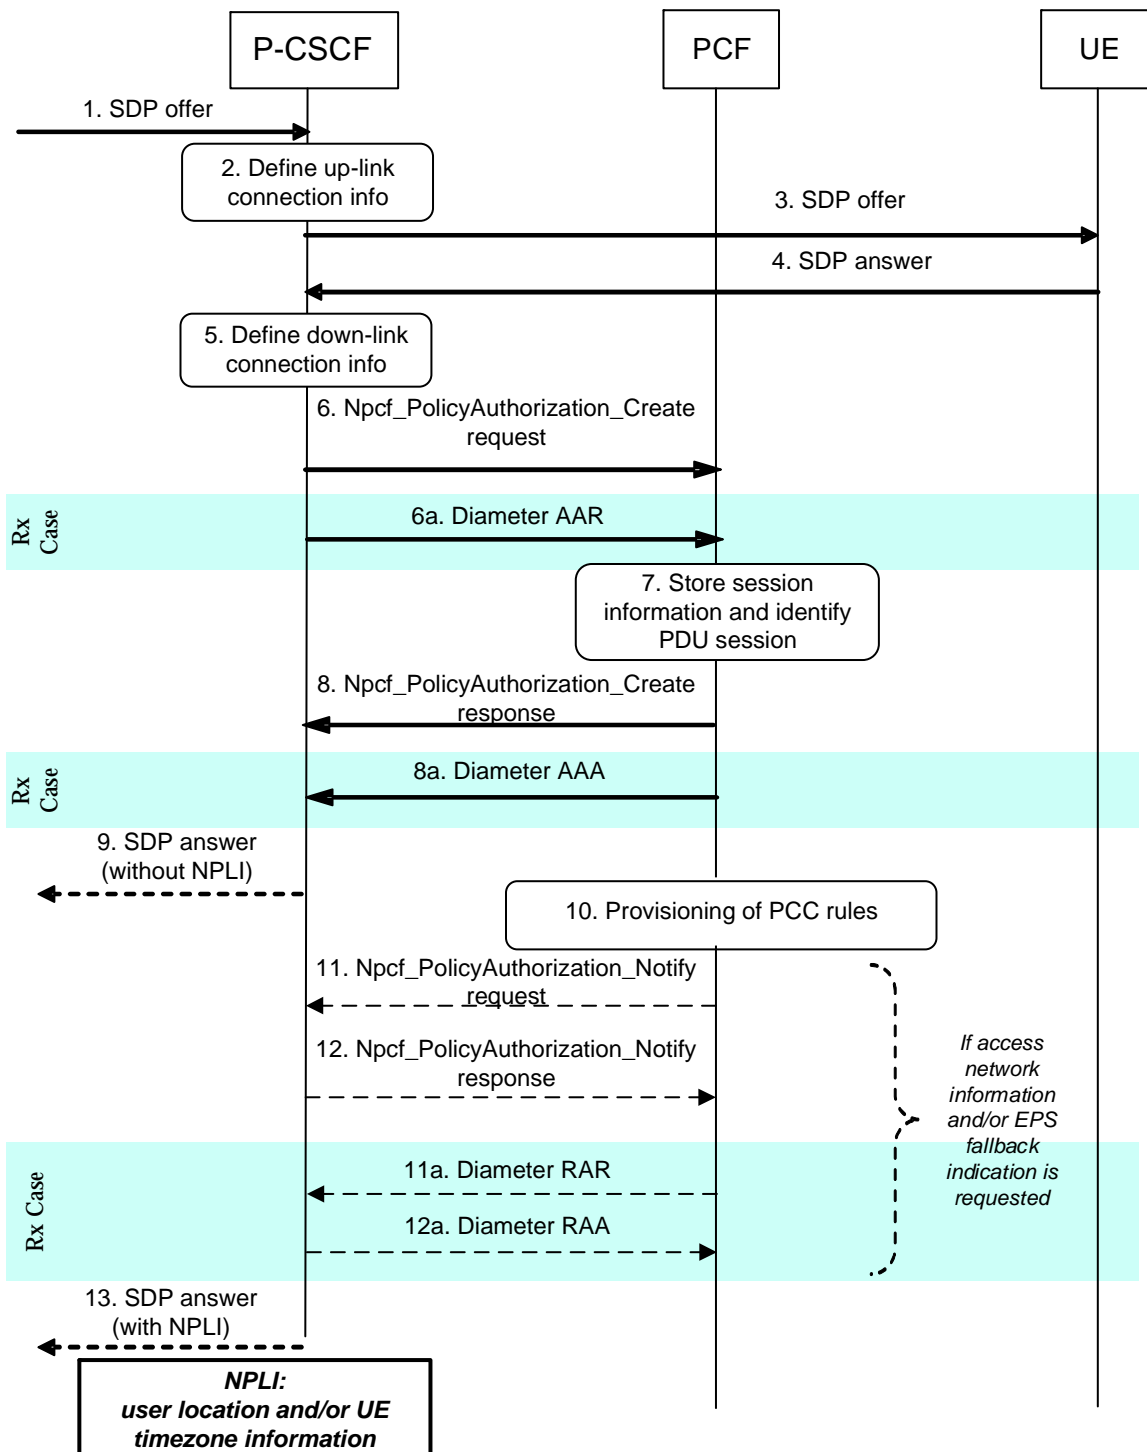 P-CSCF
PCF
UE
1. SDP offer
2. Define up-link
connection info
3. SDP offer
4. SDP answer
5. Define down-link
connection info
6. Npcf_PolicyAuthorization_Create
request
Rx
Case
6a. Diameter AAR
7. Store session
information and identify
PDU session
8. Npcf_PolicyAuthorization_Create
response
Rx
Case
8a. Diameter AAA
9. SDP answer
(without NPLI)
10. Provisioning of PCC rules
11. Npcf_PolicyAuthorization_Notify
request
12. Npcf_PolicyAuthorization_Notify
response
If access
network
information
and/or EPS
fallback
indication is
requested
Rx Case
11a. Diameter RAR
12a. Diameter RAA
13. SDP answer
(with NPLI)
NPLI:
user location and/or UE
timezone information